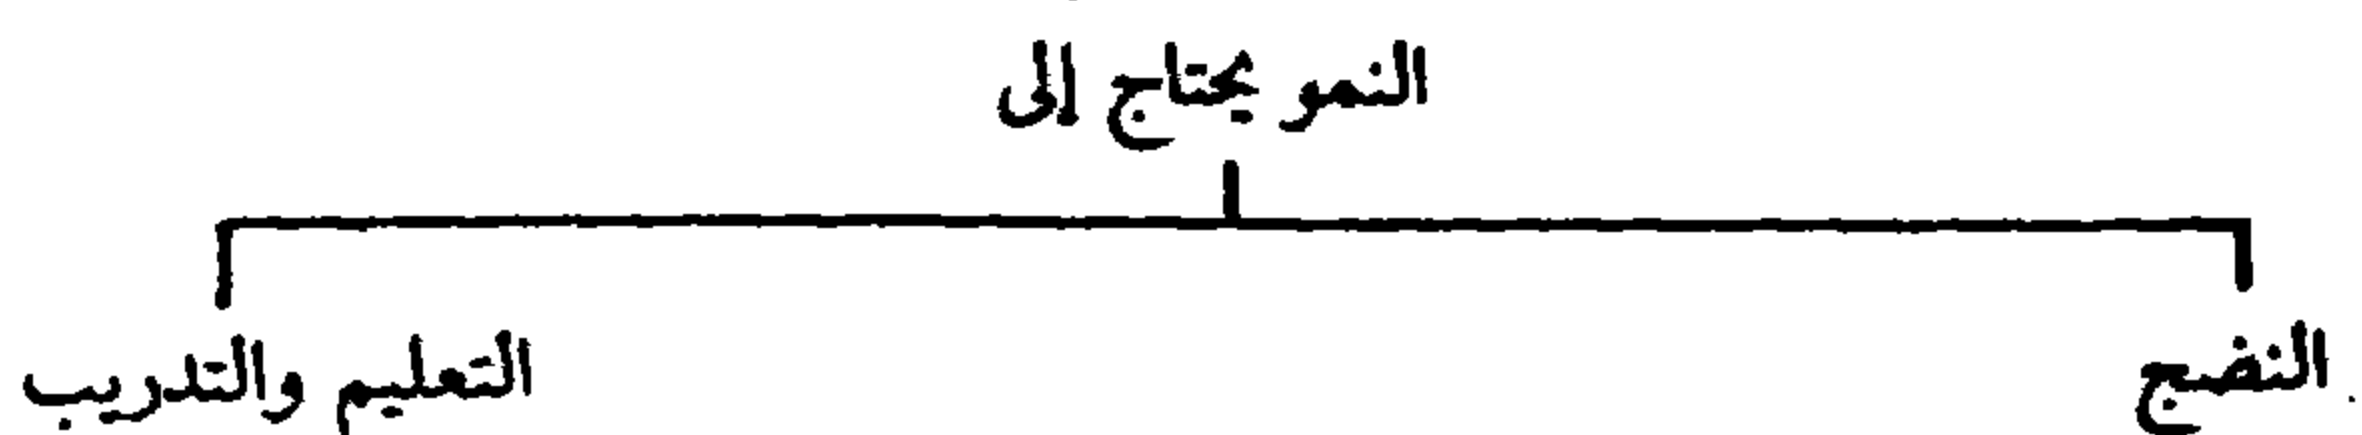 النمو يحتاج إلى
النضج
التعليم والتدريب